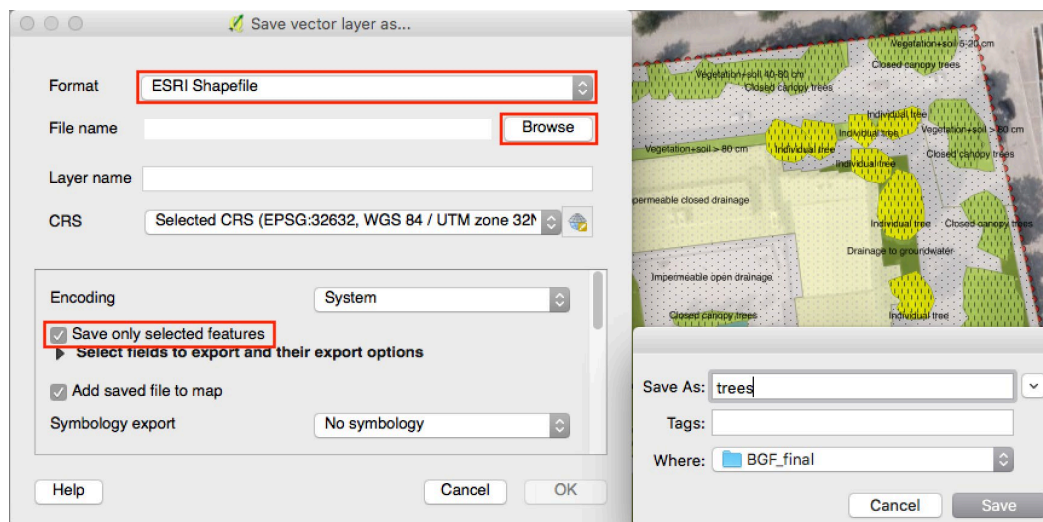 Save vector layer as...
Format
ESRI Shapefile
File name
Browse
Layer name
CRS
Selected CRS (EPSG:32632, WGS 84 / UTM zone 32N
Encoding
System
Save only selected features
Select fields to export and their export options
Add saved file to map
Symbology export
No symbology
Help
Cancel
OK
Vegetation+soil 5-20 cm
Closed canopy trees
Vegetation+soil 40-80 cm
Closed canopy trees
Individual tree
Individual tree
Vegetation+soil > 80 cm
Vegetation+soil > 80 cm
Individual tree
Closed canopy trees
Individual tree
permeable closed drainage
Individual tree
Closed canopy trees
Drainage to groundwater
Impermeable open drainage
Closed canopy trees
Individual tree
Save As:
trees
Tags:
Where:
BGF_final
Cancel
Save